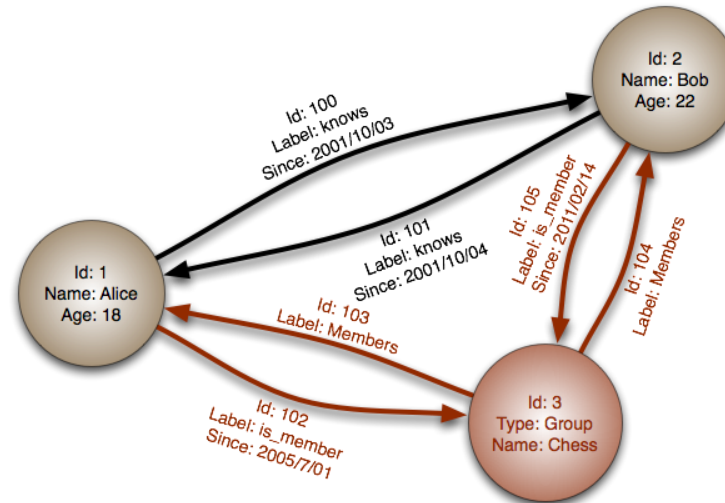 Id: 2
Name: Bob
Age: 22
Id: 100
Label: knows
Since: 2001/10/03
Id: 101
Label: knows
Since: 2001/10/04
Id: 105
Label: is_member
Since: 2011/02/14
Id: 104
Label: Members
Id: 1
Name: Alice
Age: 18
Id: 103
Label: Members
Id: 102
Label: is_member
Since: 2005/7/01
Id: 3
Type: Group
Name: Chess